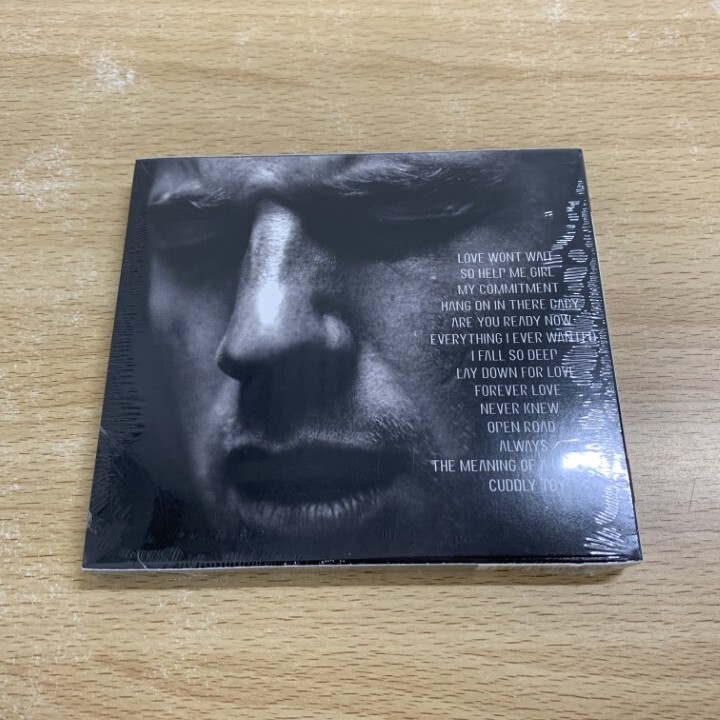 LOVE WONT WAIT
SO HELP ME GIRL
MY COMMITMENT
HANG ON IN THERE BABY
ARE YOU READY NOW
EVERYTHING I EVER WANTED
I FALL SO DEEP
LAY DOWN FOR LOVE
FOREVER LOVE
NEVER KNEW
OPEN ROAD
ALWAYS
THE MEANING OF A
CUDDLY TOY